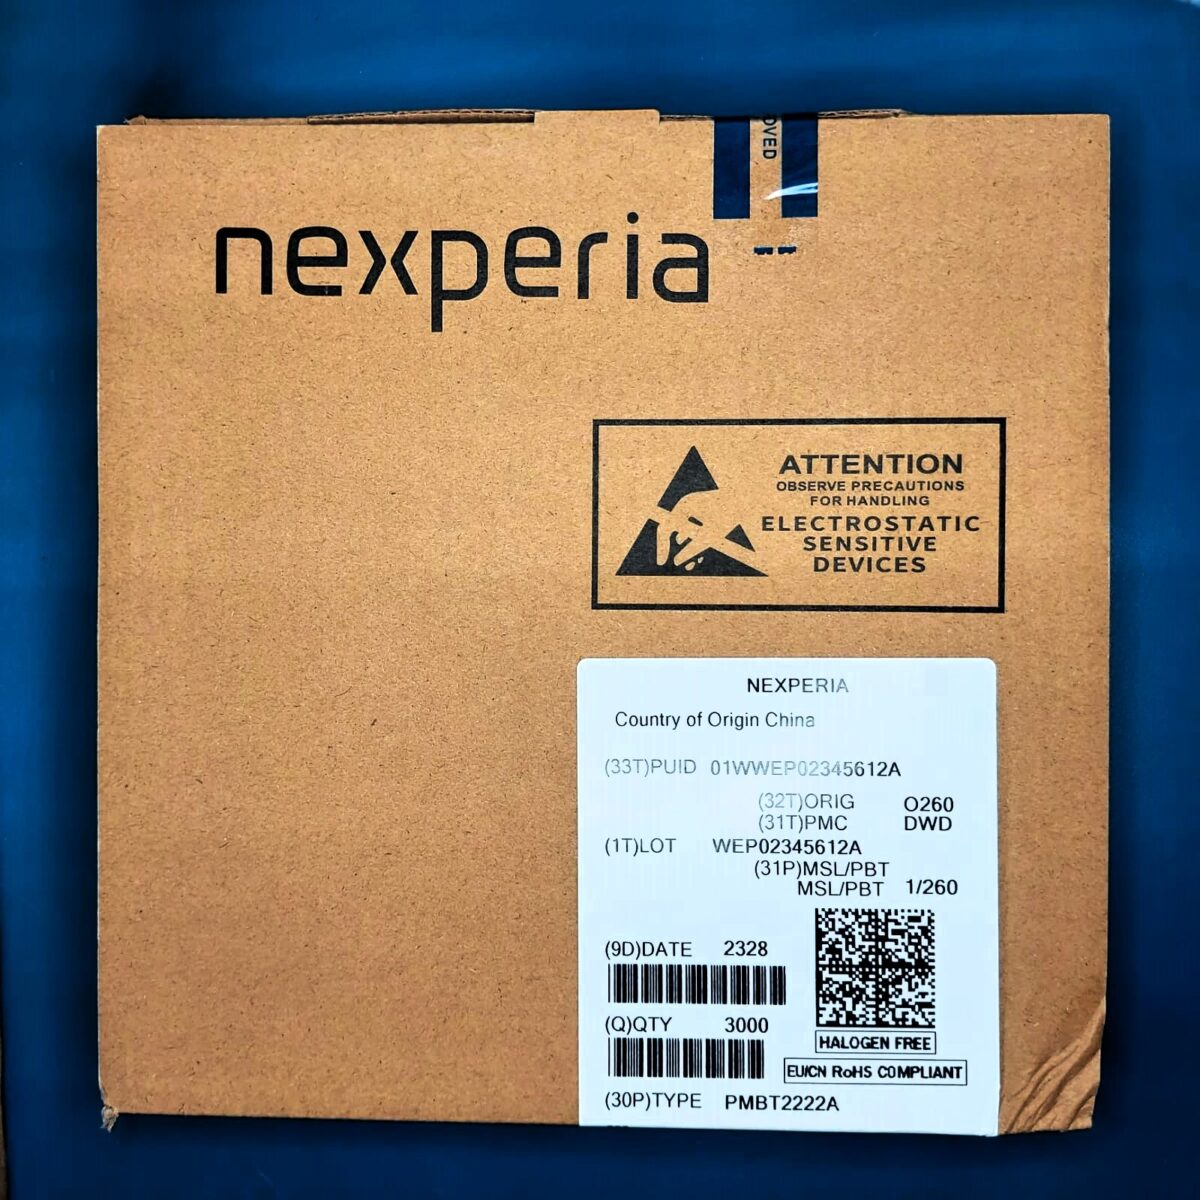 OVED
nexperia
ATTENTION
OBSERVE PRECAUTIONS
FOR HANDLING
ELECTROSTATIC
SENSITIVE
DEVICES
NEXPERIA
Country of Origin China
(33T)PUID 01WWEP02345612A
(32T)ORIG O260
(31T)PMC DWD
(1T)LOT WEP02345612A
(31P)MSL/PBT
MSL/PBT 1/260
(9D)DATE 2328
(Q)QTY 3000
HALOGEN FREE
EU/CN RoHS COMPLIANT
(30P)TYPE PMBT2222A